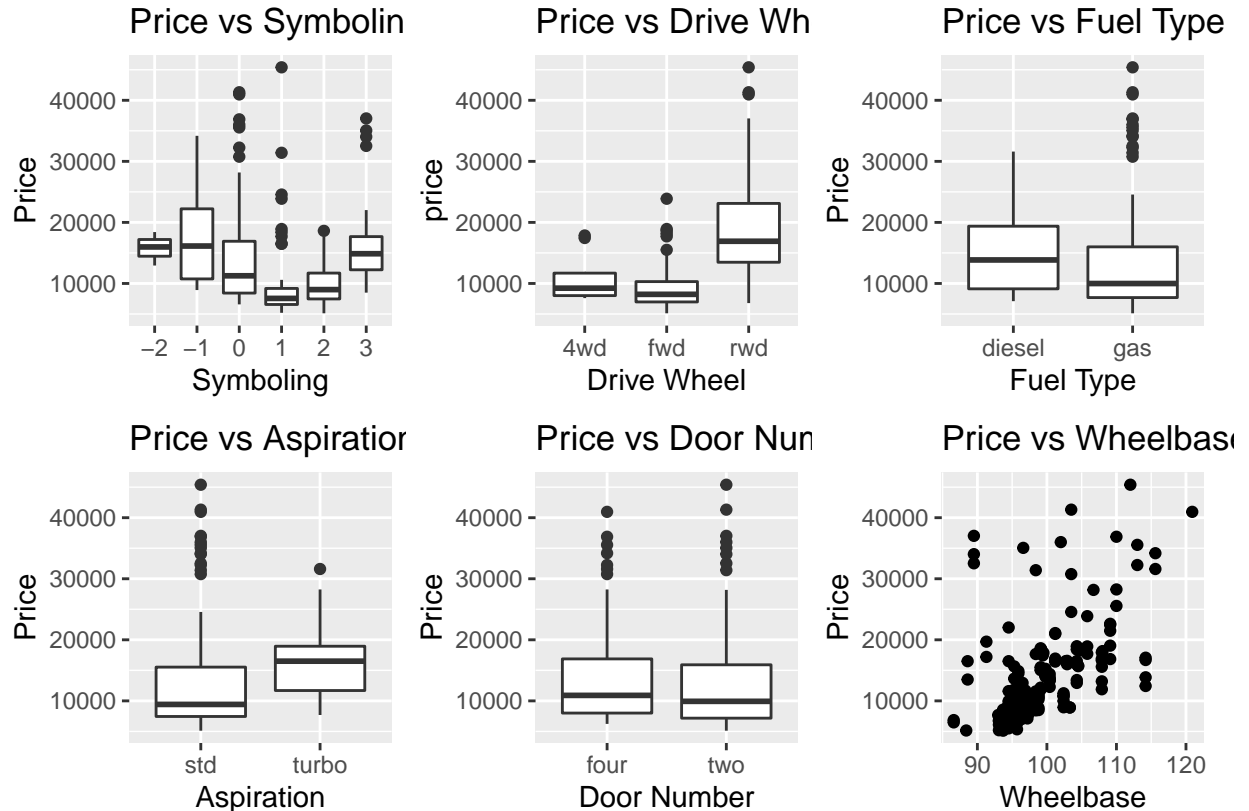 Price vs Symbolin
40000
30000
20000
10000
Price
−2 −1 0 1 2 3
Symboling
Price vs Drive Wh
40000
30000
20000
10000
price
4wd fwd rwd
Drive Wheel
Price vs Fuel Type
40000
30000
20000
10000
Price
diesel gas
Fuel Type
Price vs Aspiration
40000
30000
20000
10000
Price
std turbo
Aspiration
Price vs Door Num
40000
30000
20000
10000
Price
four two
Door Number
Price vs Wheelbase
40000
30000
20000
10000
Price
90 100 110 120
Wheelbase